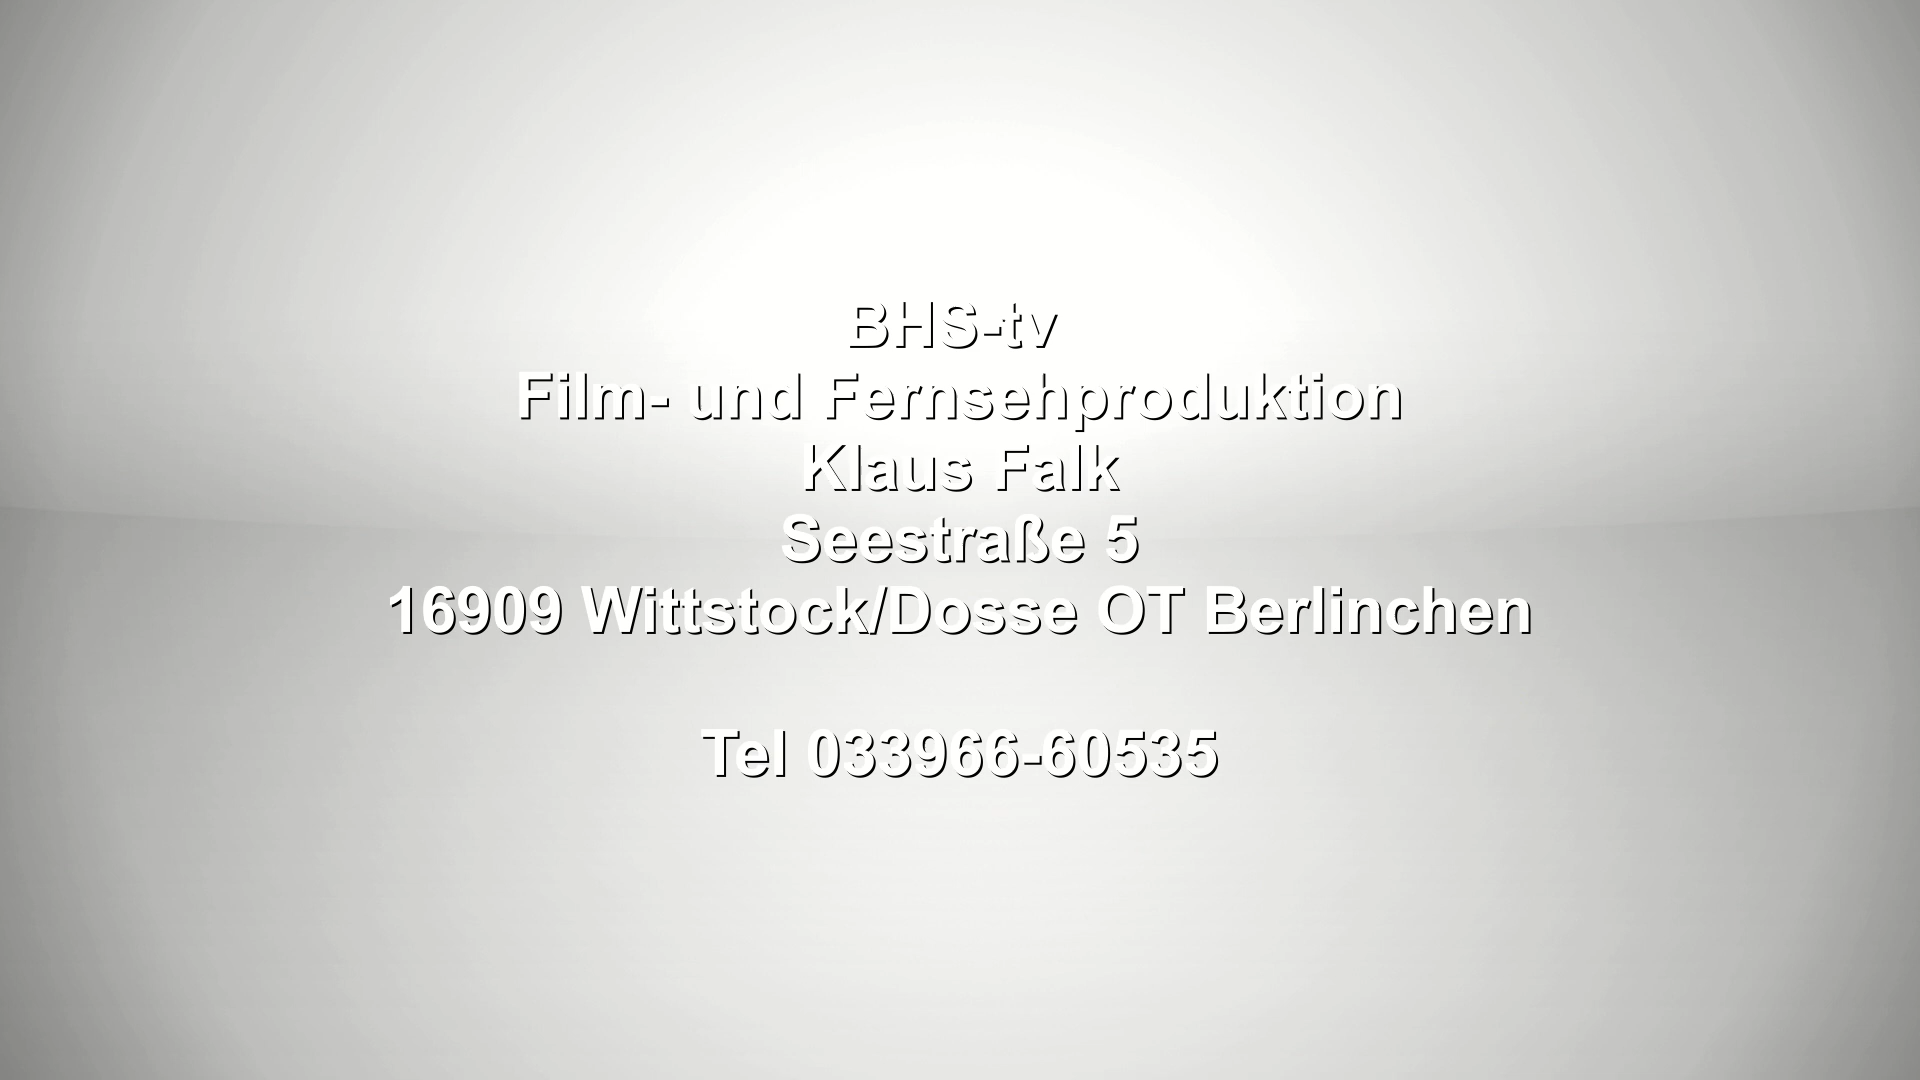 BHS-tv
Film- und Fernsehproduktion
Klaus Falk
Seestraße 5
16909 Wittstock/Dosse OT Berlinchen
Tel 033966-60535